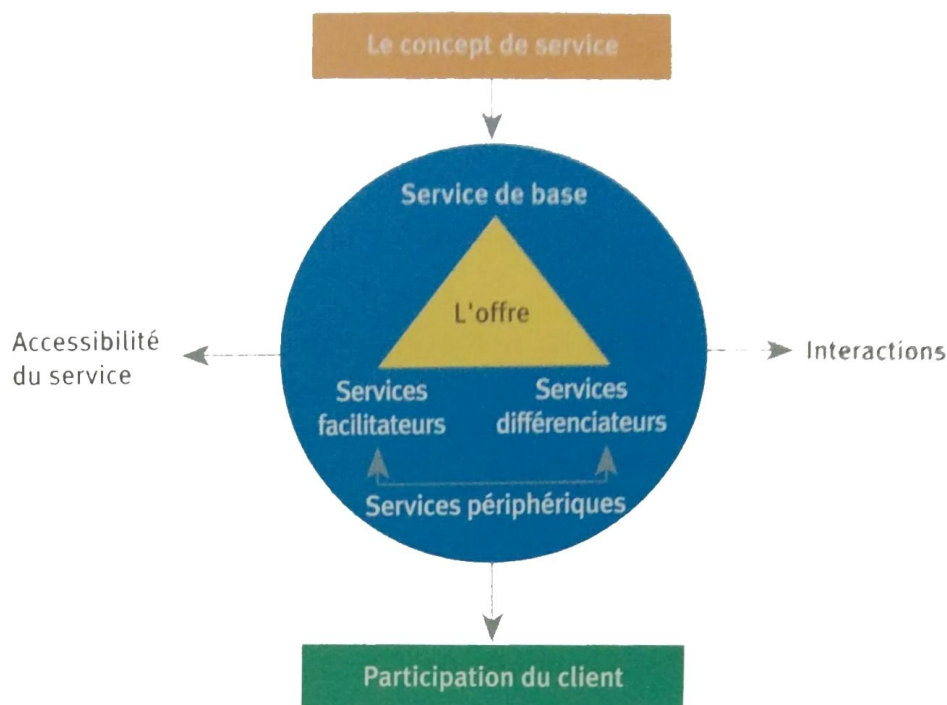 Le concept de service
Service de base
L'offre
Accessibilité
du service
Interactions
Services
facilitateurs
Services
différenciateurs
Services périphériques
Participation du client